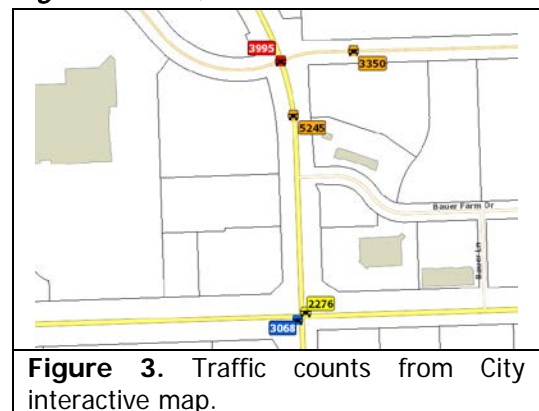 3995
3350
5245
Bauer Farm Dr
Bauer Ln
2276
3068
Figure 3. Traffic counts from City
interactive map.